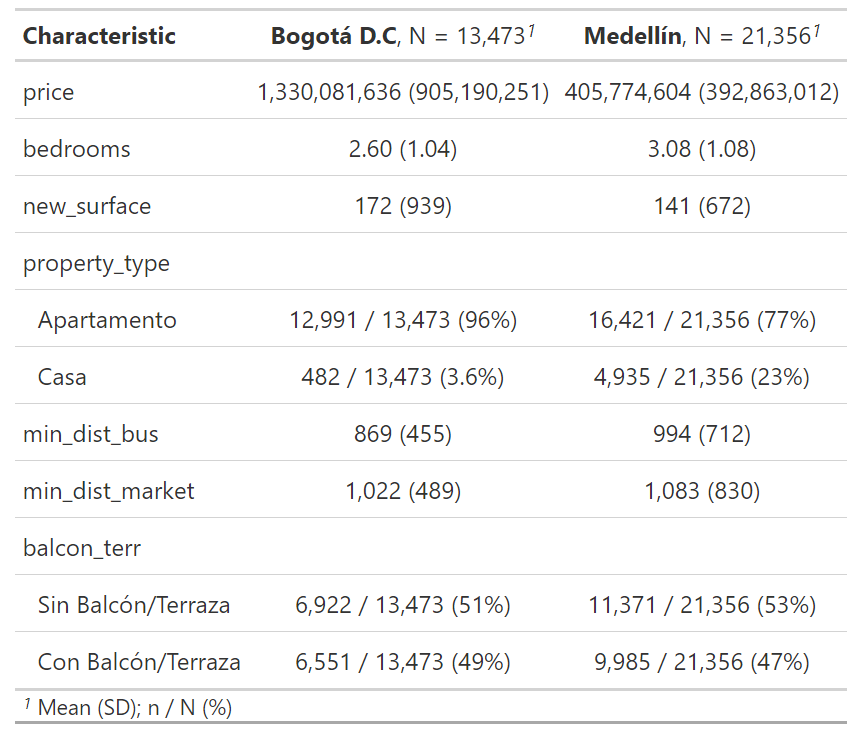 Characteristic Bogotá D.C, N = 13,473¹ Medellín, N = 21,356¹
price 1,330,081,636 (905,190,251) 405,774,604 (392,863,012)
bedrooms 2.60 (1.04) 3.08 (1.08)
new_surface 172 (939) 141 (672)
property_type
Apartamento 12,991 / 13,473 (96%) 16,421 / 21,356 (77%)
Casa 482 / 13,473 (3.6%) 4,935 / 21,356 (23%)
min_dist_bus 869 (455) 994 (712)
min_dist_market 1,022 (489) 1,083 (830)
balcon_terr
Sin Balcón/Terraza 6,922 / 13,473 (51%) 11,371 / 21,356 (53%)
Con Balcón/Terraza 6,551 / 13,473 (49%) 9,985 / 21,356 (47%)
¹ Mean (SD); n / N (%)